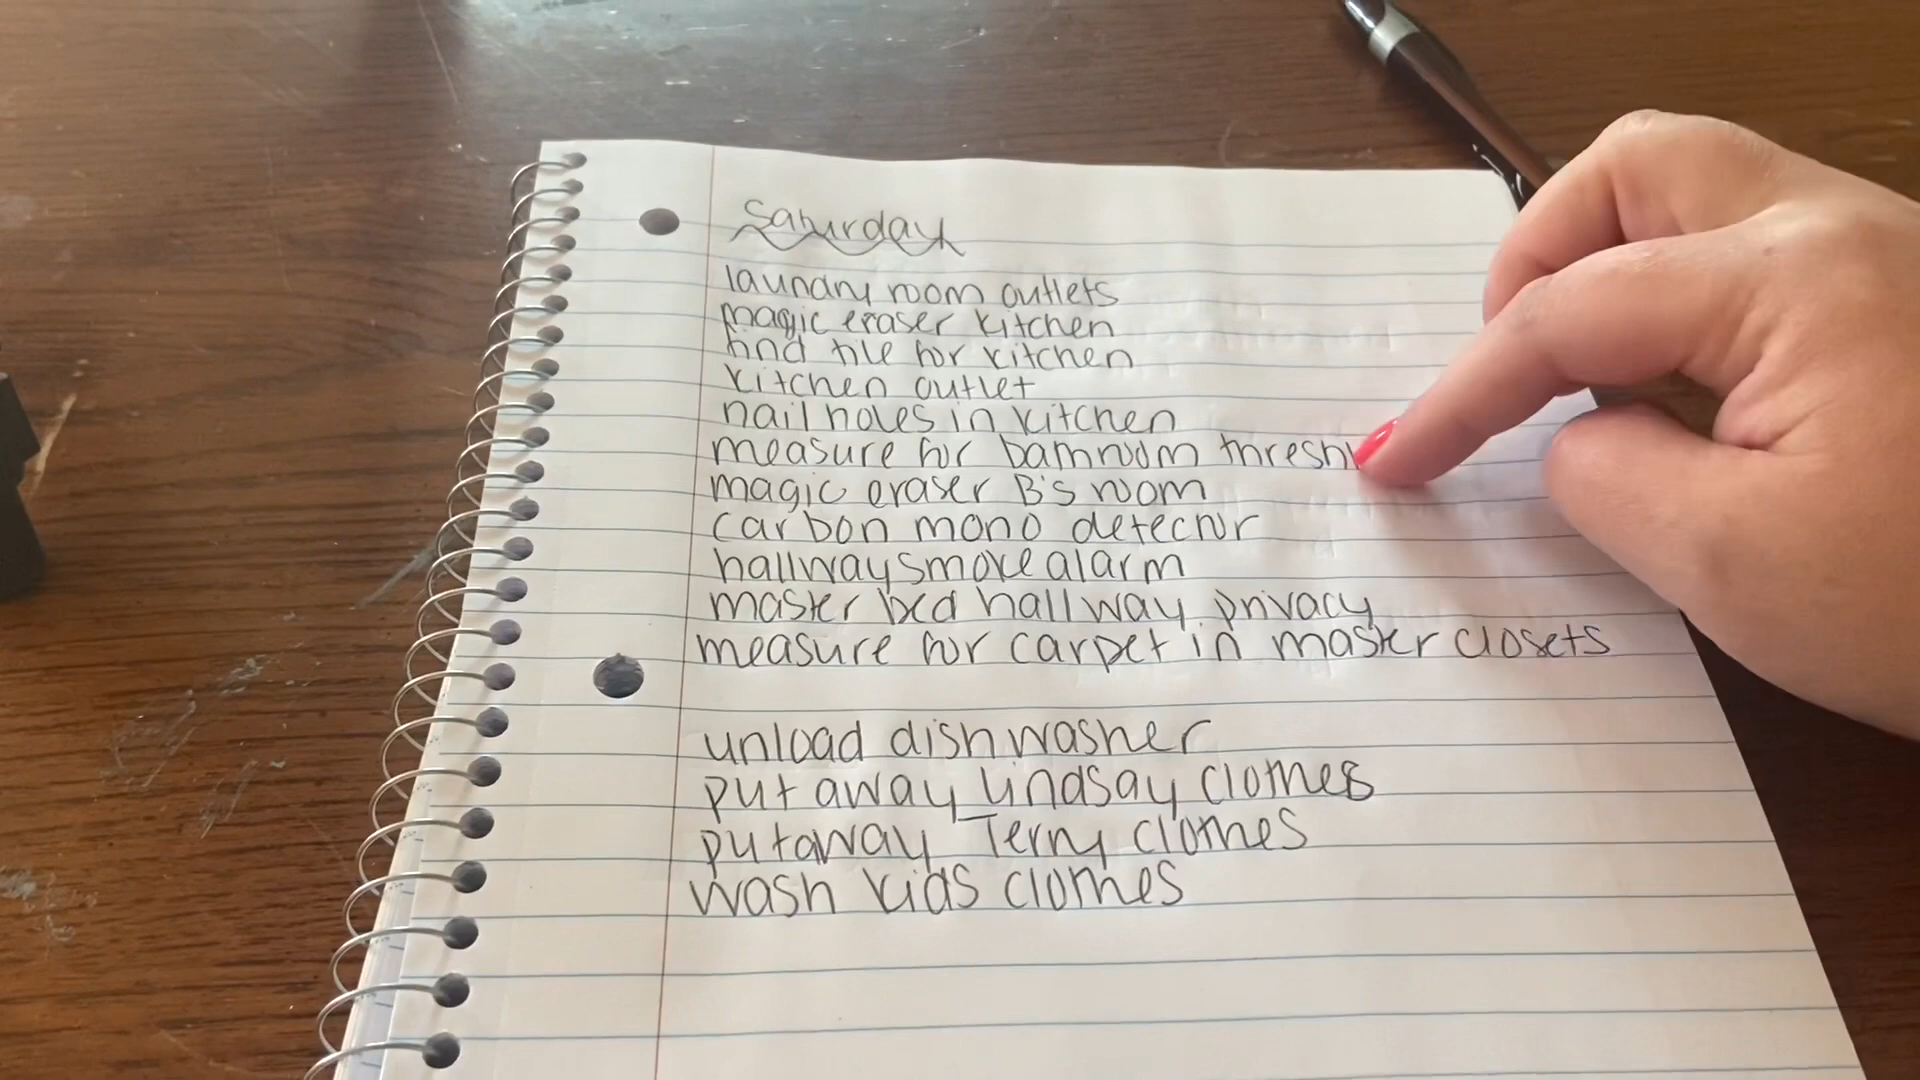 Saturday
laundry room outlets
magic eraser kitchen
find tile for kitchen
kitchen outlet
nail holes in kitchen
measure for bathroom thresh
magic eraser B's room
carbon mono detector
hallway smoke alarm
master bed hallway privacy
measure for carpet in master closets
unload dishwasher
put away Lindsay clothes
put away Terry clothes
wash kids clothes